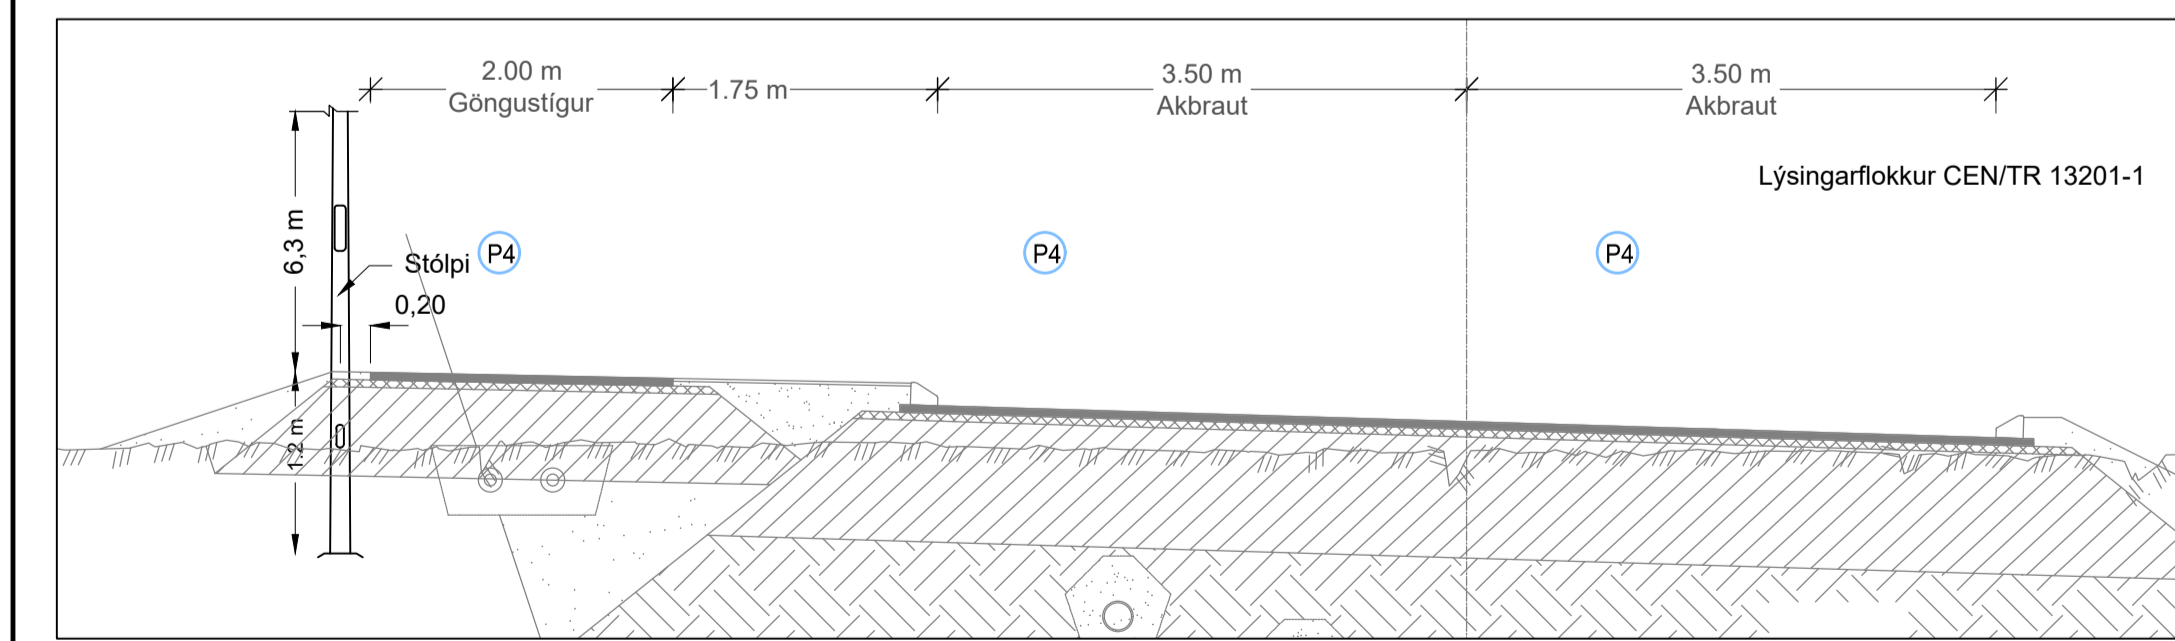 2.00 m
Göngustígur
1.75 m
3.50 m
Akbraut
3.50 m
Akbraut
Lýsingarflokkur CEN/TR 13201-1
6,3 m
Stólpi
P4
P4
P4
0,20
1.2 m